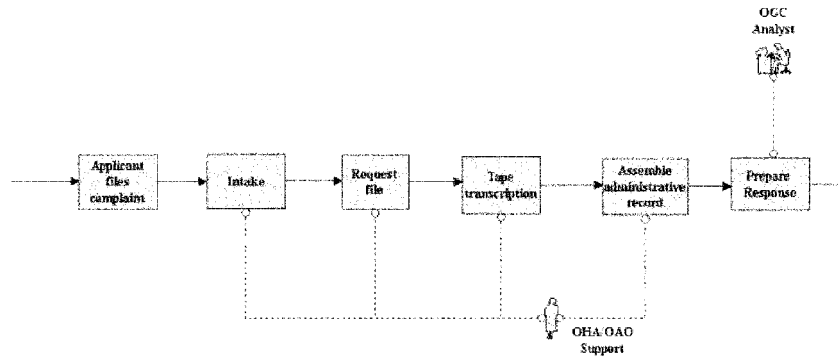 OGC
Analyst
Applicant
files
complaint
Intake
Request
file
Tape
transcription
Assemble
administrative
record
Prepare
Response
OHA/OAO
Support